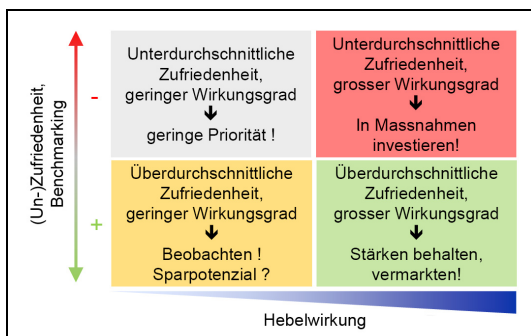 (Un-)Zufriedenheit,
Benchmarking
-
+
Unterdurchschnittliche
Zufriedenheit,
geringer Wirkungsgrad
↓
geringe Priorität !
Unterdurchschnittliche
Zufriedenheit,
grosser Wirkungsgrad
↓
In Massnahmen
investieren!
Überdurchschnittliche
Zufriedenheit,
geringer Wirkungsgrad
↓
Beobachten !
Sparpotenzial ?
Überdurchschnittliche
Zufriedenheit,
grosser Wirkungsgrad
↓
Stärken behalten,
vermarkten!
Hebelwirkung